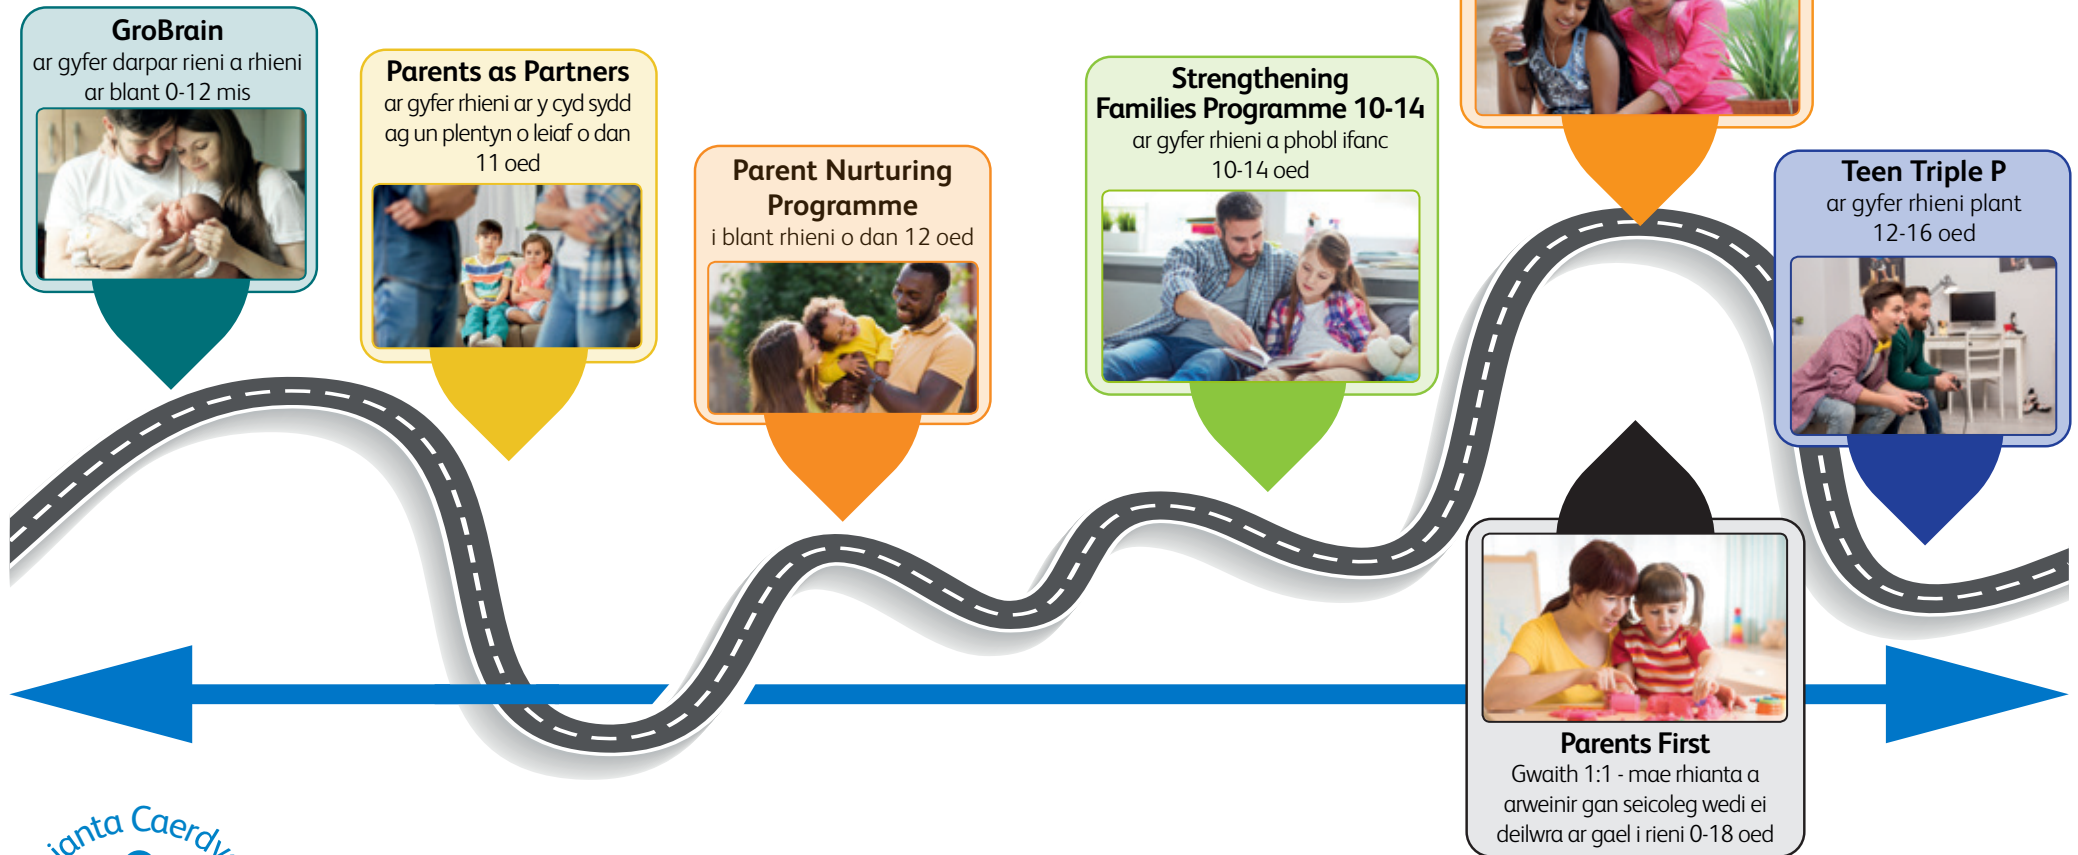 GroBrain
ar gyfer darpar rieni a rhieni
ar blant 0-12 mis
Parents as Partners
ar gyfer rhieni ar y cyd sydd
ag un plentyn o leiaf o dan
11 oed
Parent Nurturing
Programme
i blant rhieni o dan 12 oed
Strengthening
Families Programme 10-14
ar gyfer rhieni a phobl ifanc
10-14 oed
Teen Triple P
ar gyfer rhieni plant
12-16 oed
Parents First
Gwaith 1:1 - mae rhianta a
arweinir gan seicoleg wedi ei
deilwra ar gael i rieni 0-18 oed